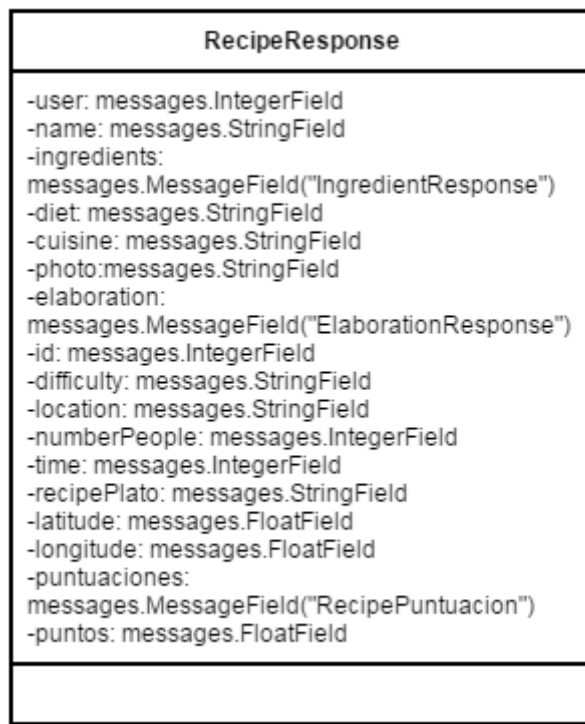 RecipeResponse
-user: messages.IntegerField
-name: messages.StringField
-ingredients:
messages.MessageField("IngredientResponse")
-diet: messages.StringField
-cuisine: messages.StringField
-photo:messages.StringField
-elaboration:
messages.MessageField("ElaborationResponse")
-id: messages.IntegerField
-difficulty: messages.StringField
-location: messages.StringField
-numberPeople: messages.IntegerField
-time: messages.IntegerField
-recipePlato: messages.StringField
-latitude: messages.FloatField
-longitude: messages.FloatField
-puntuaciones:
messages.MessageField("RecipePuntuacion")
-puntos: messages.FloatField